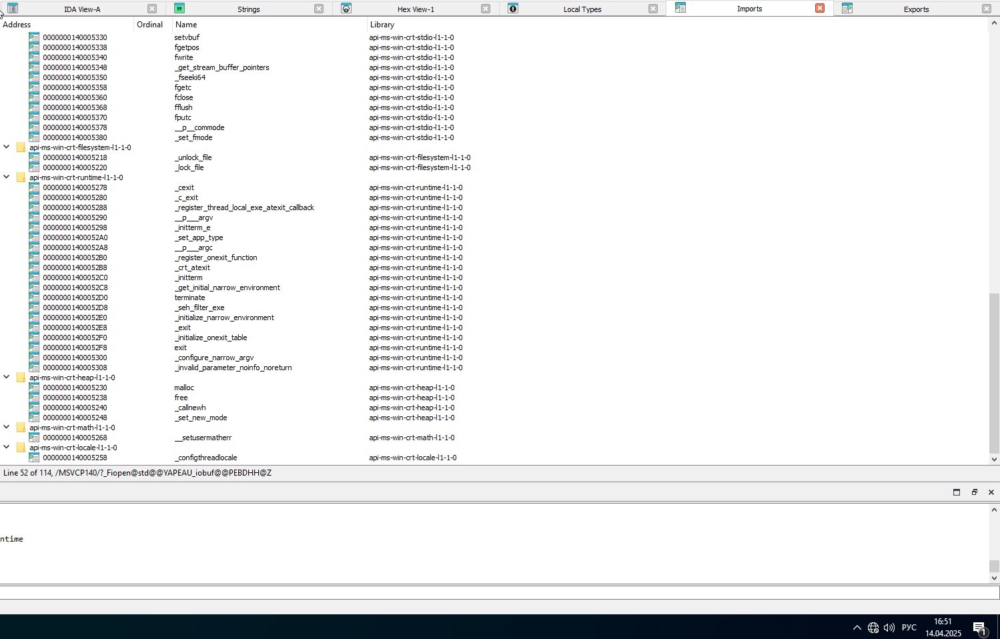 IDA View-A Strings Hex View-1 Local Types Imports Exports
Address Ordinal Name Library
0000000140005330 setvbuf api-ms-win-crt-stdio-l1-1-0
0000000140005338 fgetpos api-ms-win-crt-stdio-l1-1-0
0000000140005340 fwrite api-ms-win-crt-stdio-l1-1-0
0000000140005348 _get_stream_buffer_pointers api-ms-win-crt-stdio-l1-1-0
0000000140005350 _fseeki64 api-ms-win-crt-stdio-l1-1-0
0000000140005358 fgetc api-ms-win-crt-stdio-l1-1-0
0000000140005360 fclose api-ms-win-crt-stdio-l1-1-0
0000000140005368 fflush api-ms-win-crt-stdio-l1-1-0
0000000140005370 fputc api-ms-win-crt-stdio-l1-1-0
0000000140005378 __p__commode api-ms-win-crt-stdio-l1-1-0
0000000140005380 _set_fmode api-ms-win-crt-stdio-l1-1-0
api-ms-win-crt-filesystem-l1-1-0
0000000140005218 _unlock_file api-ms-win-crt-filesystem-l1-1-0
0000000140005220 _lock_file api-ms-win-crt-filesystem-l1-1-0
api-ms-win-crt-runtime-l1-1-0
0000000140005278 _cexit api-ms-win-crt-runtime-l1-1-0
0000000140005280 _c_exit api-ms-win-crt-runtime-l1-1-0
0000000140005288 _register_thread_local_exe_atexit_callback api-ms-win-crt-runtime-l1-1-0
0000000140005290 __p___argv api-ms-win-crt-runtime-l1-1-0
0000000140005298 _initterm_e api-ms-win-crt-runtime-l1-1-0
00000001400052A0 _set_app_type api-ms-win-crt-runtime-l1-1-0
00000001400052A8 __p___argc api-ms-win-crt-runtime-l1-1-0
00000001400052B0 _register_onexit_function api-ms-win-crt-runtime-l1-1-0
00000001400052B8 _crt_atexit api-ms-win-crt-runtime-l1-1-0
00000001400052C0 _initterm api-ms-win-crt-runtime-l1-1-0
00000001400052C8 _get_initial_narrow_environment api-ms-win-crt-runtime-l1-1-0
00000001400052D0 terminate api-ms-win-crt-runtime-l1-1-0
00000001400052D8 _seh_filter_exe api-ms-win-crt-runtime-l1-1-0
00000001400052E0 _initialize_narrow_environment api-ms-win-crt-runtime-l1-1-0
00000001400052E8 _exit api-ms-win-crt-runtime-l1-1-0
00000001400052F0 _initialize_onexit_table api-ms-win-crt-runtime-l1-1-0
00000001400052F8 exit api-ms-win-crt-runtime-l1-1-0
0000000140005300 _configure_narrow_argv api-ms-win-crt-runtime-l1-1-0
0000000140005308 _invalid_parameter_noinfo_noreturn api-ms-win-crt-runtime-l1-1-0
api-ms-win-crt-heap-l1-1-0
0000000140005230 malloc api-ms-win-crt-heap-l1-1-0
0000000140005238 free api-ms-win-crt-heap-l1-1-0
0000000140005240 _callnewh api-ms-win-crt-heap-l1-1-0
0000000140005248 _set_new_mode api-ms-win-crt-heap-l1-1-0
api-ms-win-crt-math-l1-1-0
0000000140005268 __setusermatherr api-ms-win-crt-math-l1-1-0
api-ms-win-crt-locale-l1-1-0
0000000140005258 _configthreadlocale api-ms-win-crt-locale-l1-1-0
Line 52 of 114, /MSVCP140/?_Fiopen@std@@YAPEAU_iobuf@@PEBDHH@Z
ntime
РУС
16:51
14.04.2025
1